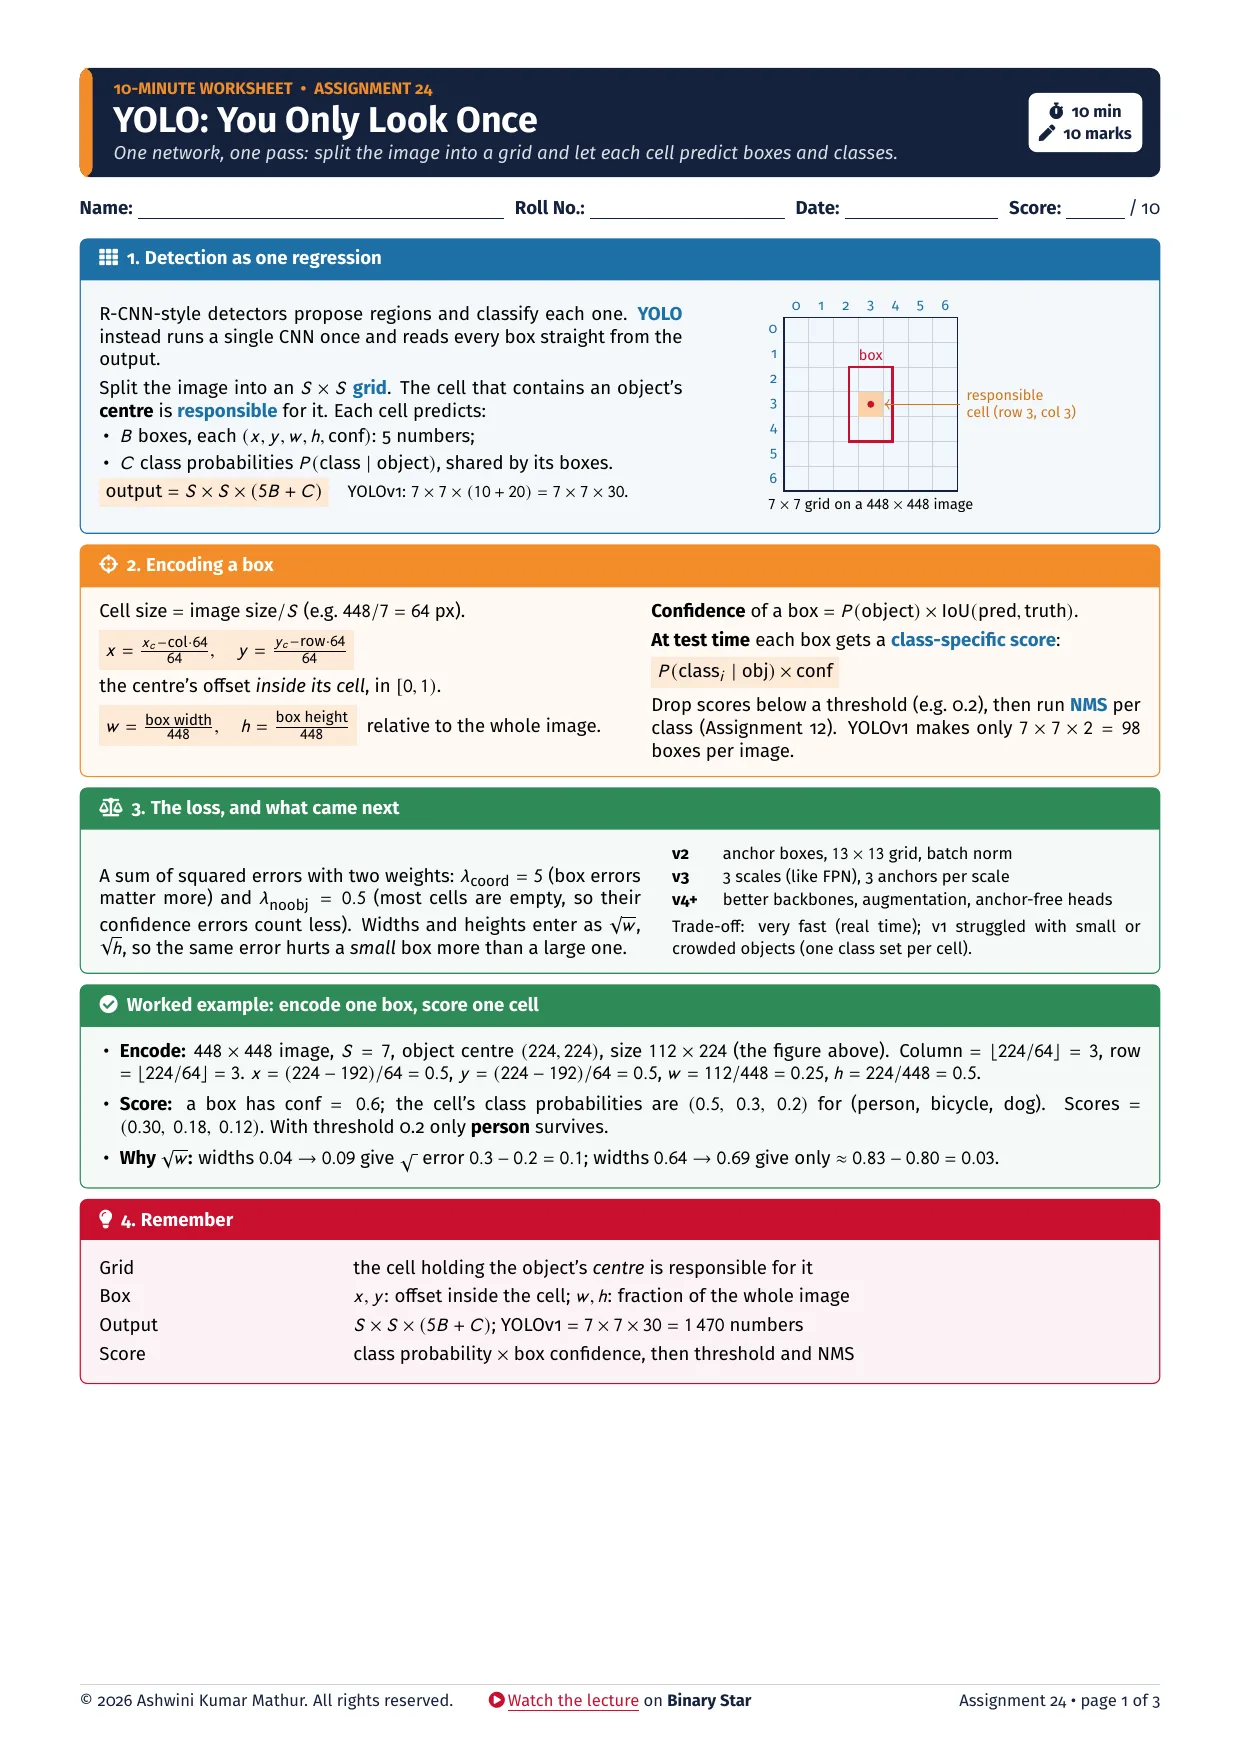 10-MINUTE WORKSHEET • ASSIGNMENT 24
YOLO: You Only Look Once
One network, one pass: split the image into a grid and let each cell predict boxes and classes.
10 min
10 marks
Name: Roll No.: Date: Score: / 10
1. Detection as one regression
R-CNN-style detectors propose regions and classify each one. YOLO
instead runs a single CNN once and reads every box straight from the
output.
Split the image into an S × S grid. The cell that contains an object's
centre is responsible for it. Each cell predicts:
• B boxes, each (x, y, w, h, conf): 5 numbers;
• C class probabilities P(class | object), shared by its boxes.
output = S × S × (5B + C) YOLOv1: 7 × 7 × (10 + 20) = 7 × 7 × 30.
0 1 2 3 4 5 6
0
1
2
3
4
5
6
box
responsible
cell (row 3, col 3)
7 × 7 grid on a 448 × 448 image
2. Encoding a box
Cell size = image size/S (e.g. 448/7 = 64 px).
x = (x_c−col·64)/64, y = (y_c−row·64)/64
the centre's offset inside its cell, in [0, 1).
w = box width/448, h = box height/448 relative to the whole image.
Confidence of a box = P(object) × IoU(pred, truth).
At test time each box gets a class-specific score:
P(class_i | obj) × conf
Drop scores below a threshold (e.g. 0.2), then run NMS per
class (Assignment 12). YOLOv1 makes only 7 × 7 × 2 = 98
boxes per image.
3. The loss, and what came next
A sum of squared errors with two weights: λ_coord = 5 (box errors
matter more) and λ_noobj = 0.5 (most cells are empty, so their
confidence errors count less). Widths and heights enter as √w,
√h, so the same error hurts a small box more than a large one.
v2 anchor boxes, 13 × 13 grid, batch norm
v3 3 scales (like FPN), 3 anchors per scale
v4+ better backbones, augmentation, anchor-free heads
Trade-off: very fast (real time); v1 struggled with small or
crowded objects (one class set per cell).
Worked example: encode one box, score one cell
• Encode: 448 × 448 image, S = 7, object centre (224, 224), size 112 × 224 (the figure above). Column = ⌊224/64⌋ = 3, row
= ⌊224/64⌋ = 3. x = (224 − 192)/64 = 0.5, y = (224 − 192)/64 = 0.5, w = 112/448 = 0.25, h = 224/448 = 0.5.
• Score: a box has conf = 0.6; the cell's class probabilities are (0.5, 0.3, 0.2) for (person, bicycle, dog). Scores =
(0.30, 0.18, 0.12). With threshold 0.2 only person survives.
• Why √w: widths 0.04 → 0.09 give √ error 0.3 − 0.2 = 0.1; widths 0.64 → 0.69 give only ≈ 0.83 − 0.80 = 0.03.
4. Remember
Grid the cell holding the object's centre is responsible for it
Box x, y: offset inside the cell; w, h: fraction of the whole image
Output S × S × (5B + C); YOLOv1 = 7 × 7 × 30 = 1 470 numbers
Score class probability × box confidence, then threshold and NMS
© 2026 Ashwini Kumar Mathur. All rights reserved. Watch the lecture on Binary Star Assignment 24 • page 1 of 3